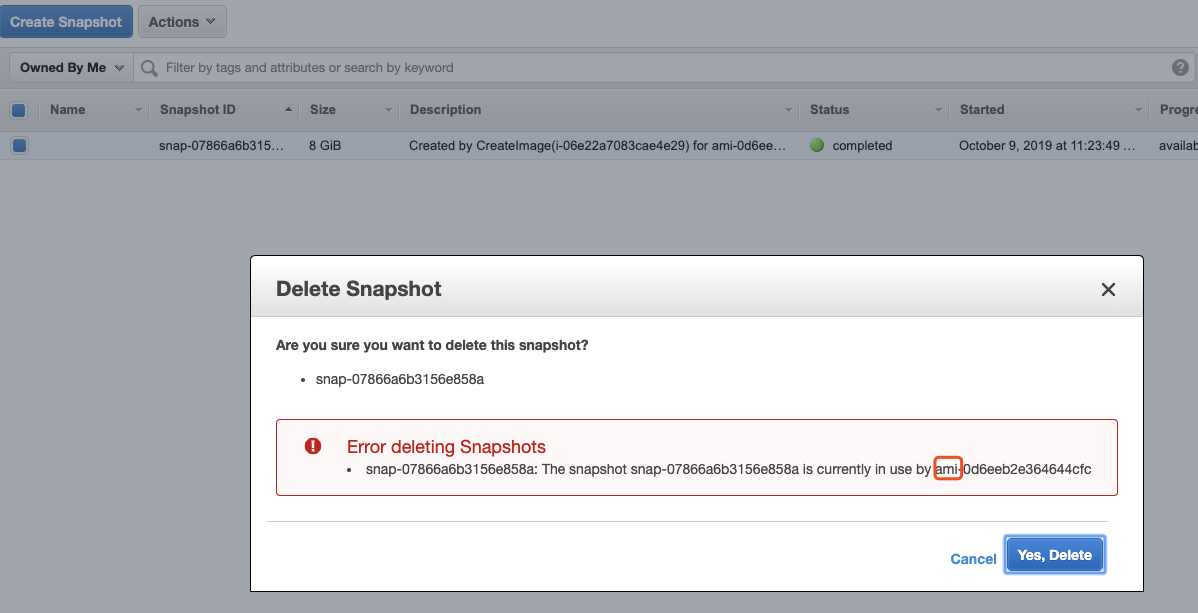 Create Snapshot Actions
Owned By Me Filter by tags and attributes or search by keyword
Name Snapshot ID Size Description Status Started Progre
snap-07866a6b315… 8 GiB Created by CreateImage(i-06e22a7083cae4e29) for ami-0d6ee… completed October 9, 2019 at 11:23:49 … availab
Delete Snapshot
Are you sure you want to delete this snapshot?
• snap-07866a6b3156e858a
Error deleting Snapshots
• snap-07866a6b3156e858a: The snapshot snap-07866a6b3156e858a is currently in use by ami-0d6eeb2e364644cfc
Cancel Yes, Delete